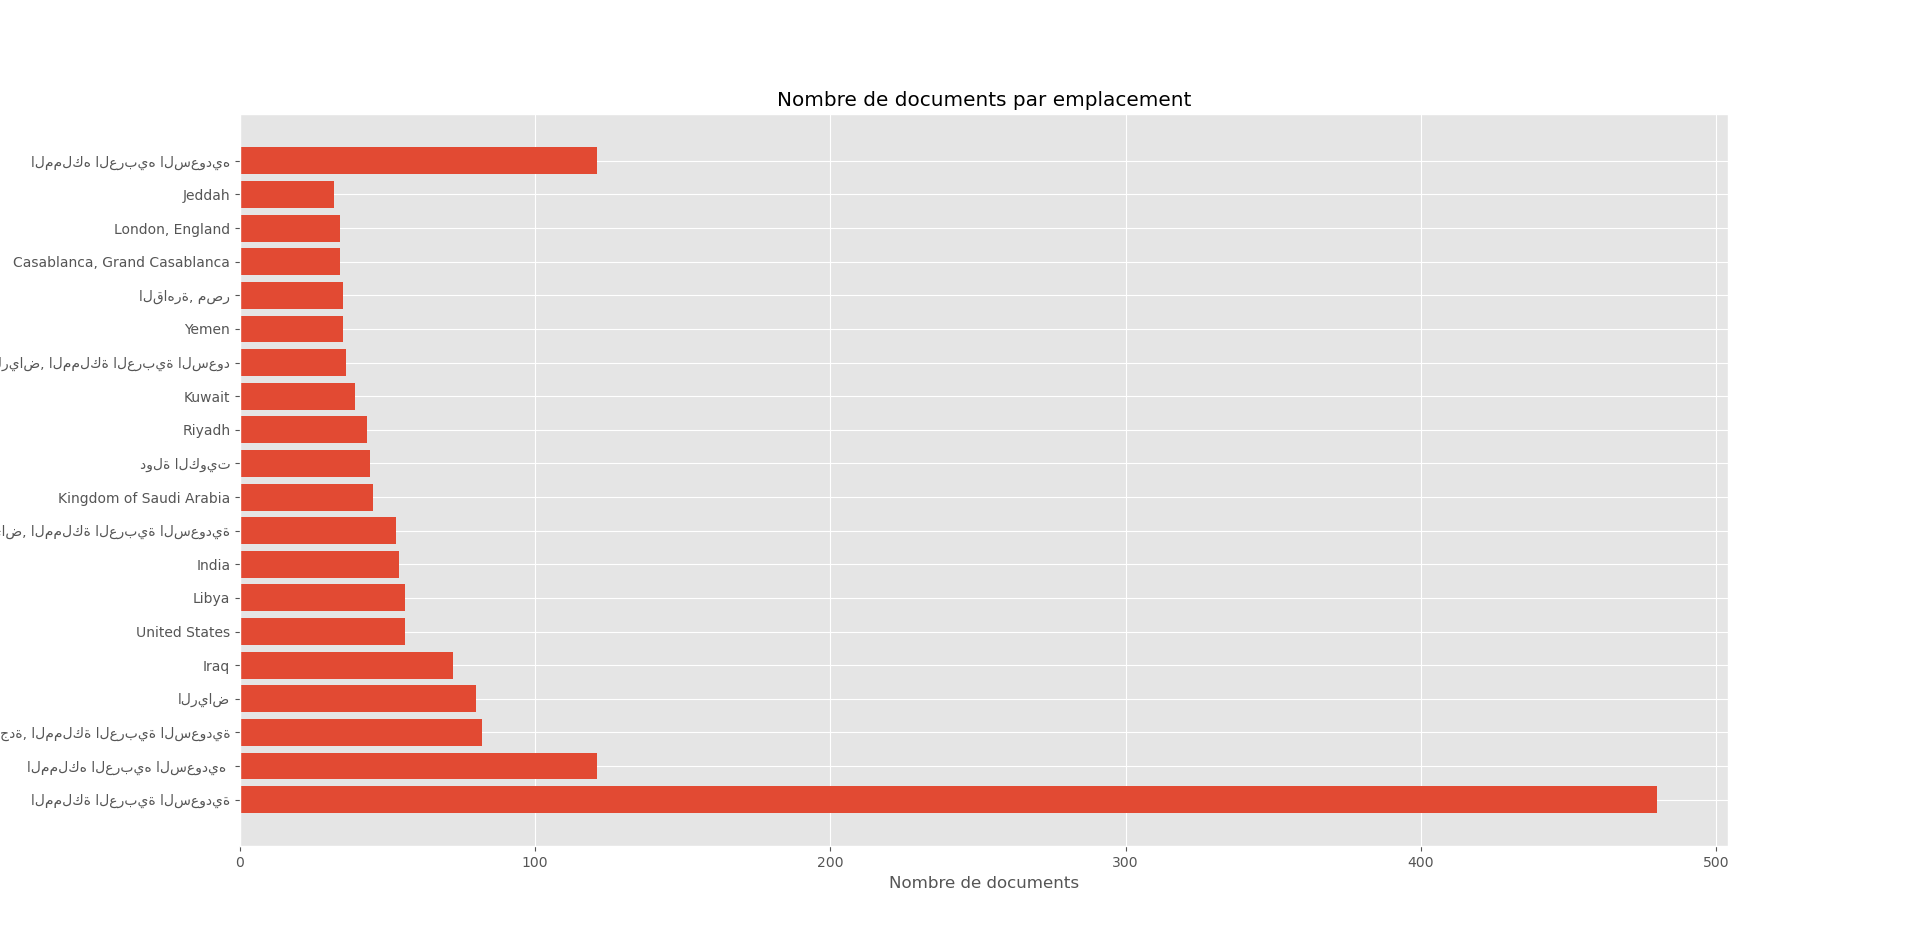 Nombre de documents par emplacement
المملكه العربيه السعوديه
Jeddah
London, England
Casablanca, Grand Casablanca
القاهرة, مصر
Yemen
رياض, المملكة العربية السعود
Kuwait
Riyadh
دولة الكويت
Kingdom of Saudi Arabia
اض, المملكة العربية السعودية
India
Libya
United States
Iraq
الرياض
جدة, المملكة العربية السعودية
المملكه العربيه السعوديه
المملكة العربية السعودية
0 100 200 300 400 500
Nombre de documents